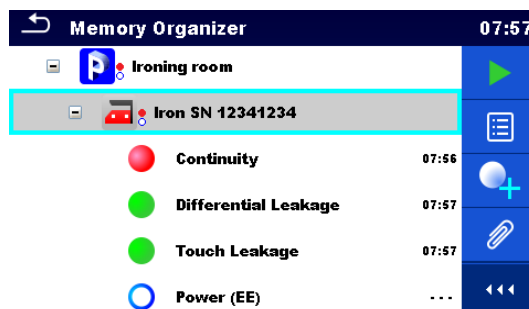 Memory Organizer 07:57
Ironing room
Iron SN 12341234
Continuity 07:56
Differential Leakage 07:57
Touch Leakage 07:57
Power (EE) ---